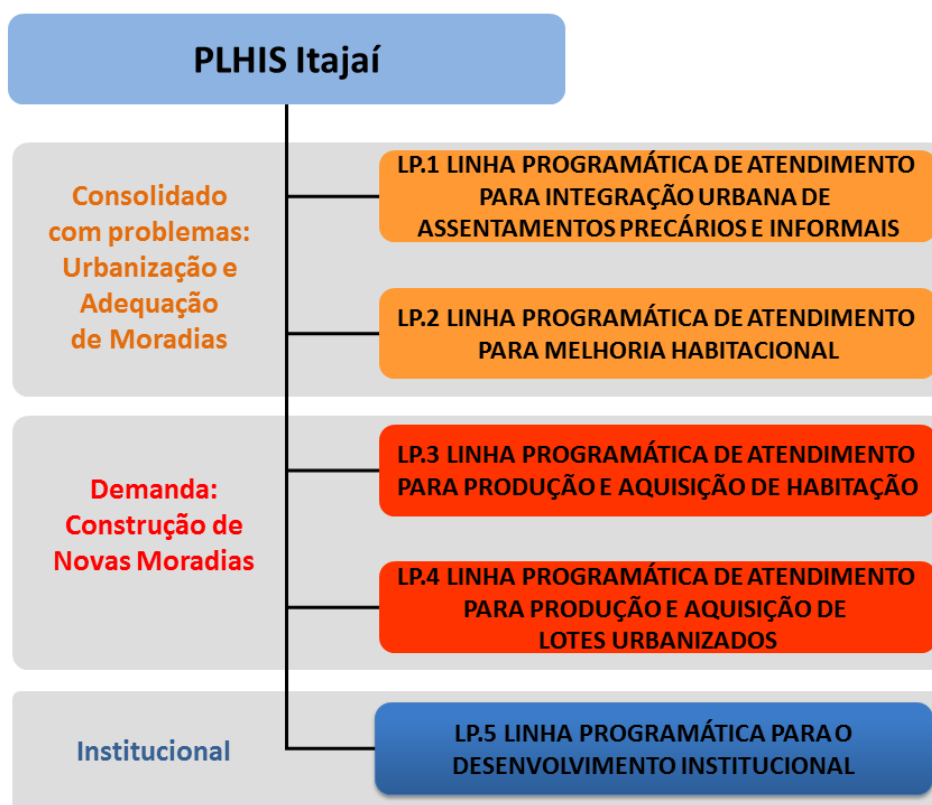 PLHIS Itajaí
Consolidado
com problemas:
Urbanização e
Adequação
de Moradias
LP.1 LINHA PROGRAMÁTICA DE ATENDIMENTO
PARA INTEGRAÇÃO URBANA DE
ASSENTAMENTOS PRECÁRIOS E INFORMAIS
LP.2 LINHA PROGRAMÁTICA DE ATENDIMENTO
PARA MELHORIA HABITACIONAL
Demanda:
Construção de
Novas Moradias
LP.3 LINHA PROGRAMÁTICA DE ATENDIMENTO
PARA PRODUÇÃO E AQUISIÇÃO DE HABITAÇÃO
LP.4 LINHA PROGRAMÁTICA DE ATENDIMENTO
PARA PRODUÇÃO E AQUISIÇÃO DE
LOTES URBANIZADOS
Institucional
LP.5 LINHA PROGRAMÁTICA PARA O
DESENVOLVIMENTO INSTITUCIONAL